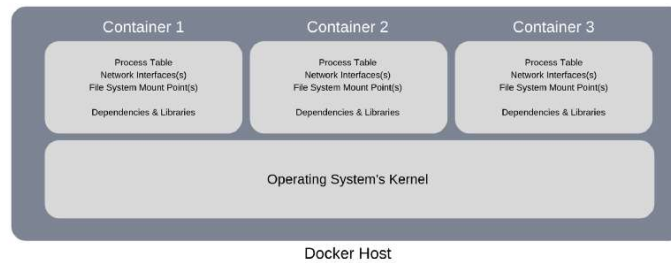 Container 1
Process Table
Network Interfaces(s)
File System Mount Point(s)
Dependencies & Libraries
Container 2
Process Table
Network Interfaces(s)
File System Mount Point(s)
Dependencies & Libraries
Container 3
Process Table
Network Interfaces(s)
File System Mount Point(s)
Dependencies & Libraries
Operating System's Kernel
Docker Host